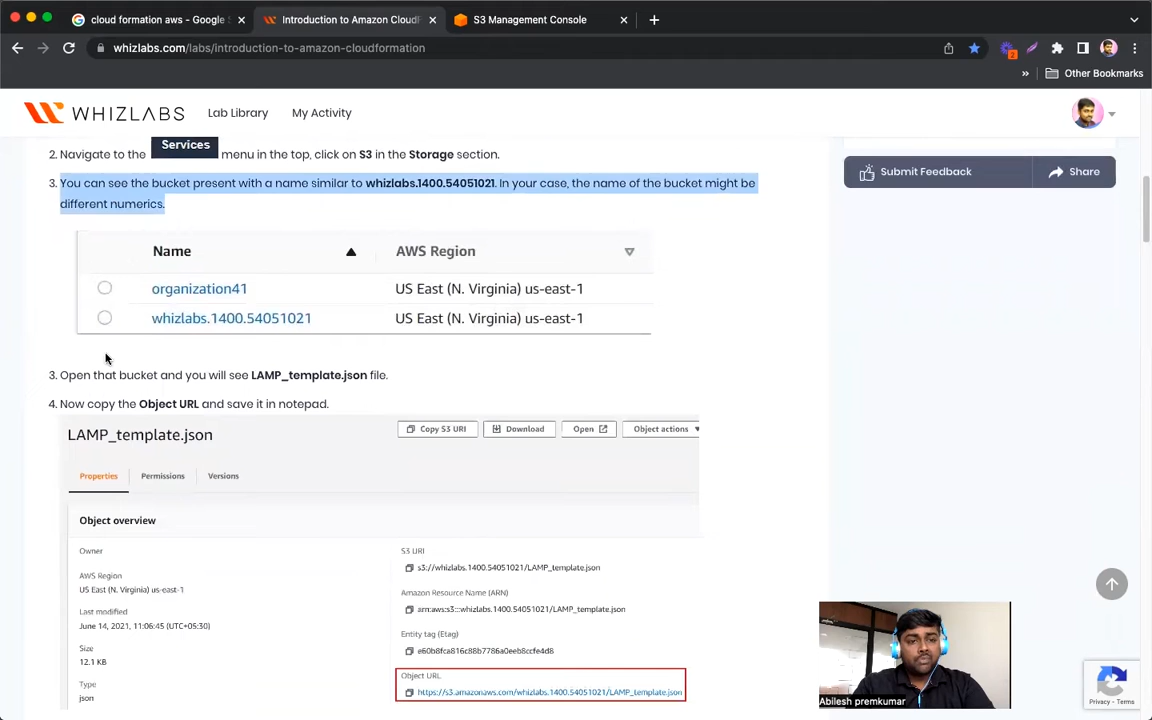 cloud formation aws - Google S
Introduction to Amazon CloudF
S3 Management Console
whizlabs.com/labs/introduction-to-amazon-cloudformation
2
Other Bookmarks
WHIZLABS
Lab Library
My Activity
2. Navigate to the Services menu in the top, click on S3 in the Storage section.
Submit Feedback
Share
3. You can see the bucket present with a name similar to whizlabs.1400.54051021. In your case, the name of the bucket might be
different numerics.
Name AWS Region
organization41 US East (N. Virginia) us-east-1
whizlabs.1400.54051021 US East (N. Virginia) us-east-1
3. Open that bucket and you will see LAMP_template.json file.
4. Now copy the Object URL and save it in notepad.
LAMP_template.json
Copy S3 URI
Download
Open
Object actions
Properties
Permissions
Versions
Object overview
Owner
AWS Region
US East (N. Virginia) us-east-1
Last modified
June 14, 2021, 11:06:45 (UTC+05:30)
Size
12.1 KB
Type
json
S3 URI
s3://whizlabs.1400.54051021/LAMP_template.json
Amazon Resource Name (ARN)
arn:aws:s3:::whizlabs.1400.54051021/LAMP_template.json
Entity tag (Etag)
e60b8fca816c88b7786a0eeb8ccfe4d8
Object URL
https://s3.amazonaws.com/whizlabs.1400.54051021/LAMP_template.json
Abilesh premkumar
Privacy - Terms